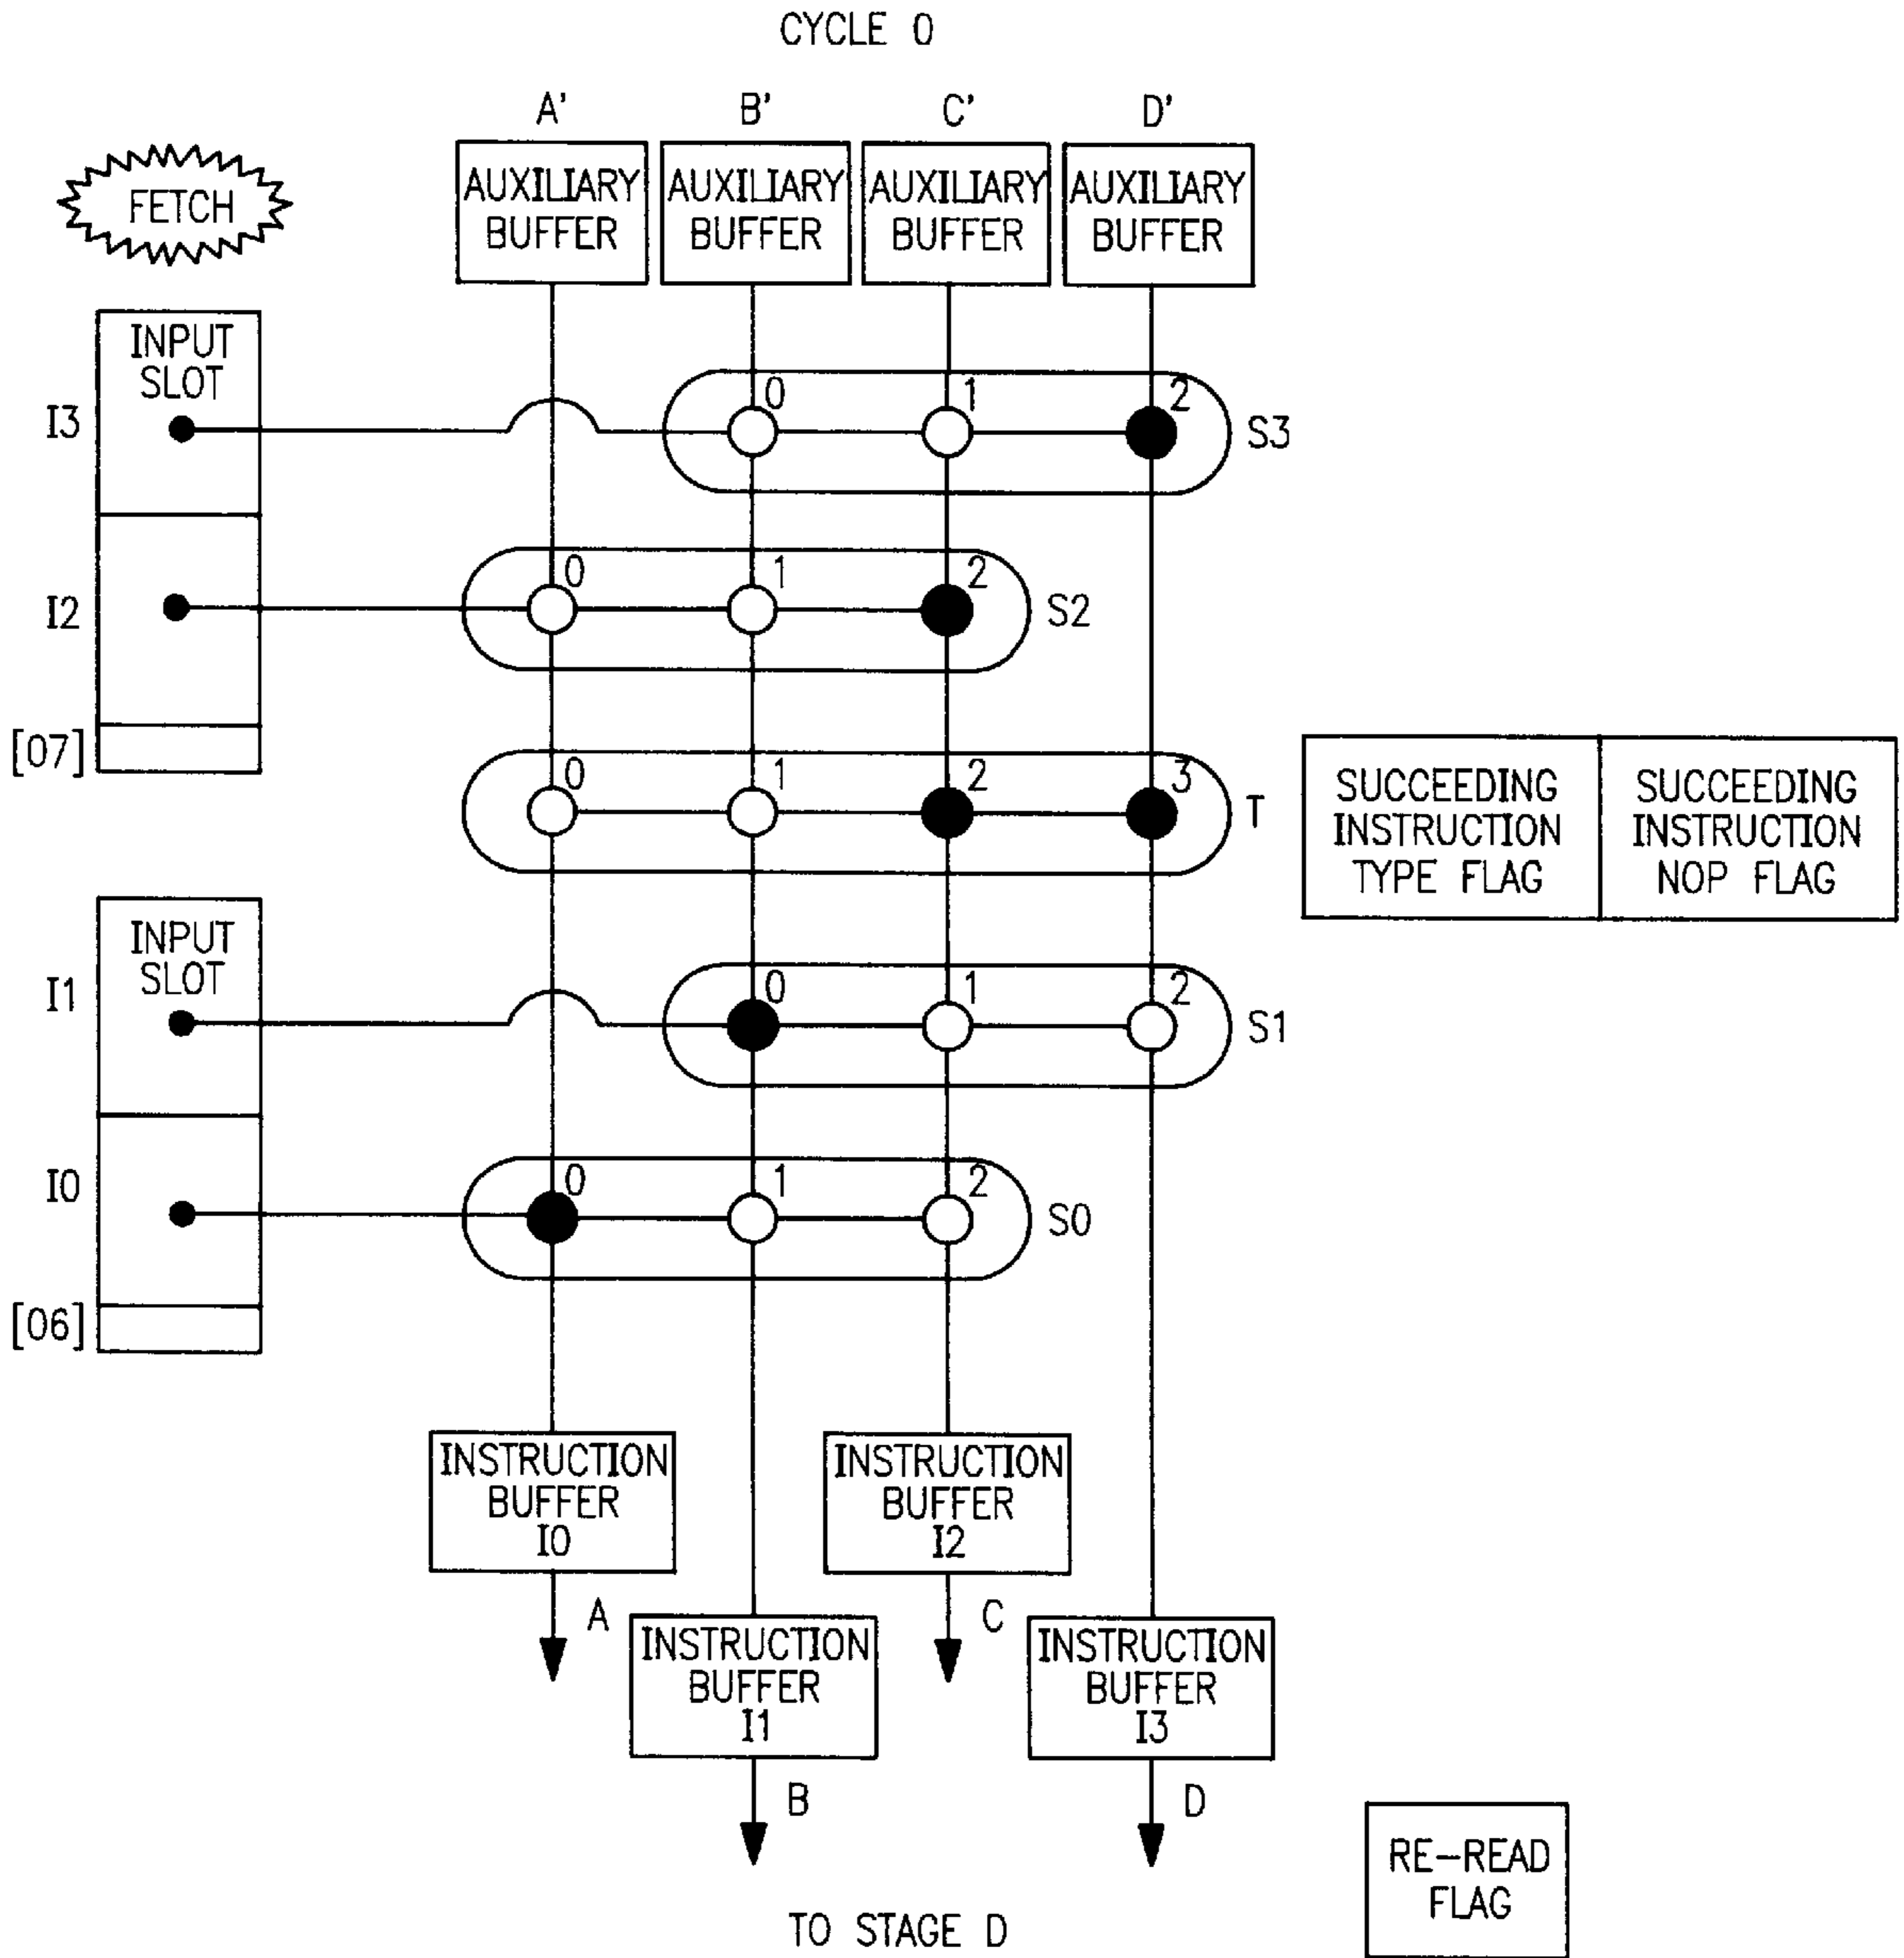 CYCLE 0
A' B' C' D'
FETCH
AUXILIARY
BUFFER
AUXILIARY
BUFFER
AUXILIARY
BUFFER
AUXILIARY
BUFFER
INPUT
SLOT
I3
0 1 2
S3
I2
0 1 2
S2
[07]
0 1 2 3
T
SUCCEEDING
INSTRUCTION
TYPE FLAG
SUCCEEDING
INSTRUCTION
NOP FLAG
INPUT
SLOT
I1
0 1 2
S1
I0
0 1 2
S0
[06]
INSTRUCTION
BUFFER
I0
A
INSTRUCTION
BUFFER
I2
C
INSTRUCTION
BUFFER
I1
B
INSTRUCTION
BUFFER
I3
D
RE-READ
FLAG
TO STAGE D